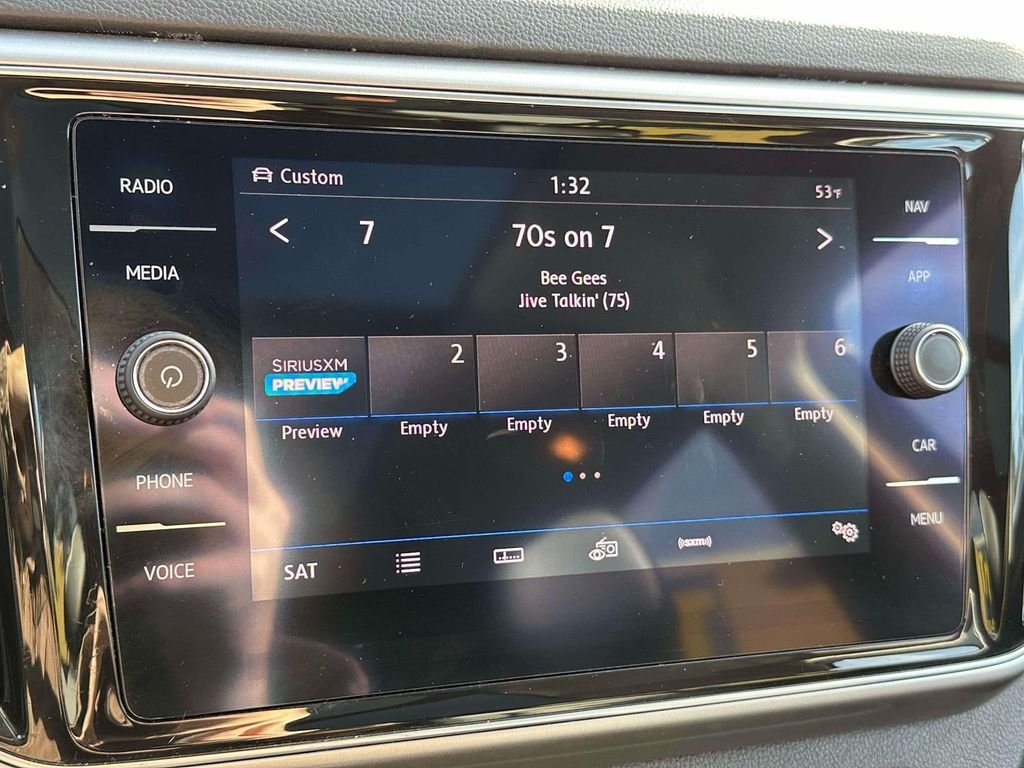 RADIO
MEDIA
PHONE
VOICE
Custom
1:32
53°F
7
70s on 7
Bee Gees
Jive Talkin' (75)
SIRIUSXM
PREVIEW
2
3
4
5
6
Preview
Empty
Empty
Empty
Empty
Empty
SAT
((sxm))
NAV
APP
CAR
MENU